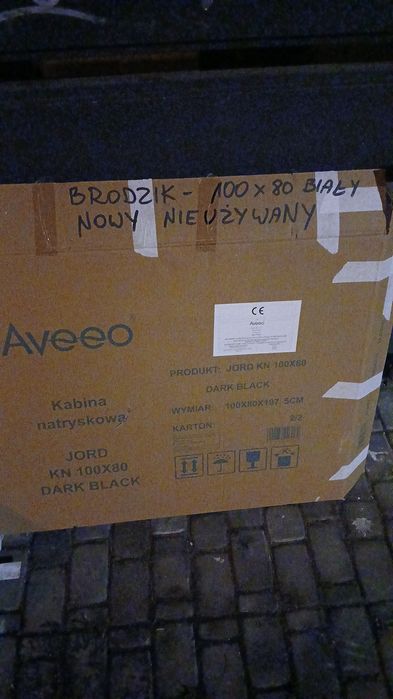 BRODZIK - 100 x 80 BIAŁY
NOWY NIEUŻYWANY
CE
Aveeo
Aveeo
PRODUKT: JORD KN 100X80
DARK BLACK
Kabina
natryskowa
WYMIAR: 100X80X197,5CM
KARTON: 2/2
JORD
KN 100X80
DARK BLACK